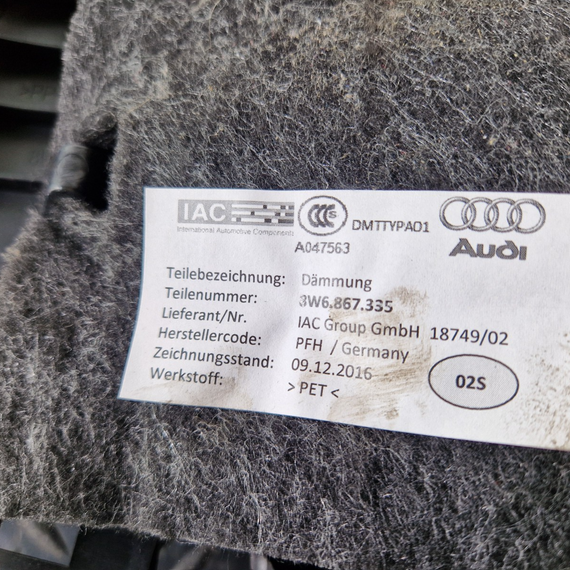 IAC
International Automotive Components
CCC S
DMTTYPA01
A047563
Audi
Teilebezeichnung: Dämmung
Teilenummer: 3W6.867.335
Lieferant/Nr. IAC Group GmbH 18749/02
Herstellercode: PFH / Germany
Zeichnungsstand: 09.12.2016
Werkstoff: > PET <
02S